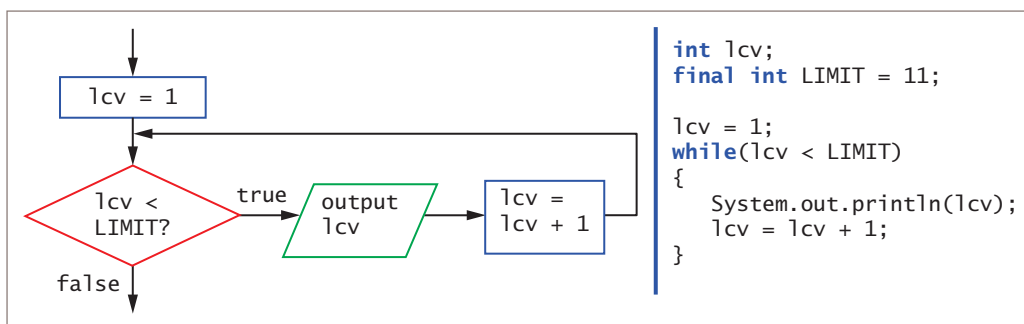 lcv = 1
lcv <
LIMIT?
true
false
output
lcv
lcv =
lcv + 1
int lcv;
final int LIMIT = 11;
lcv = 1;
while(lcv < LIMIT)
{
System.out.println(lcv);
lcv = lcv + 1;
}